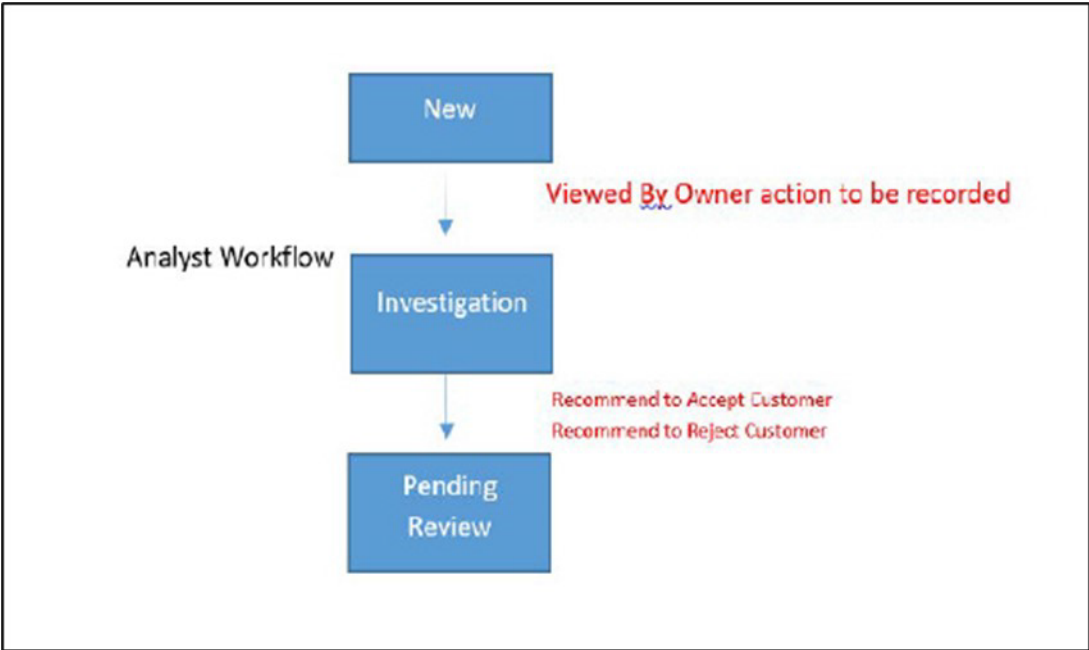 New
Viewed By Owner action to be recorded
Analyst Workflow
Investigation
Recommend to Accept Customer
Recommend to Reject Customer
Pending
Review